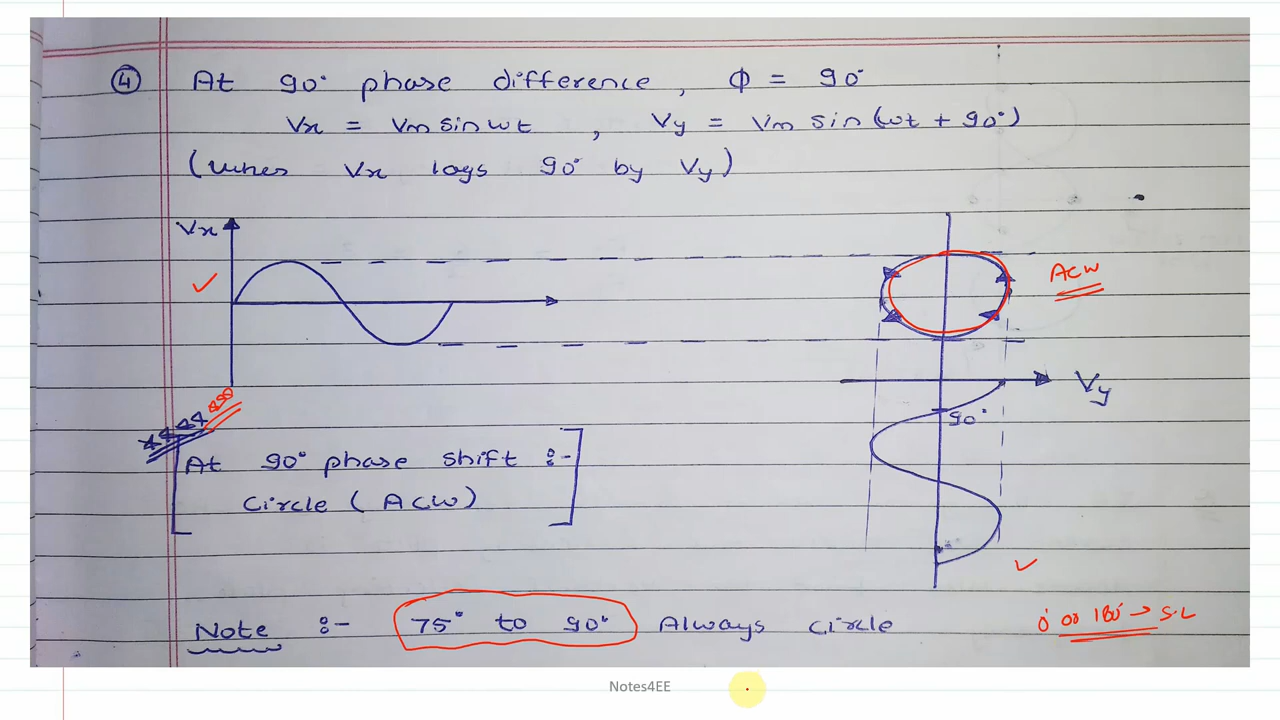 ④ At 90° phase difference, Φ = 90°
Vx = Vm sin ωt , Vy = Vm sin (ωt + 90°)
(when Vx lags 90° by Vy)
Vx
ACW
Vy
90°
At 90° phase shift :-
Circle ( ACW)
Note :- 75° to 90° Always circle
0° or 180° → S.L
Notes4EE